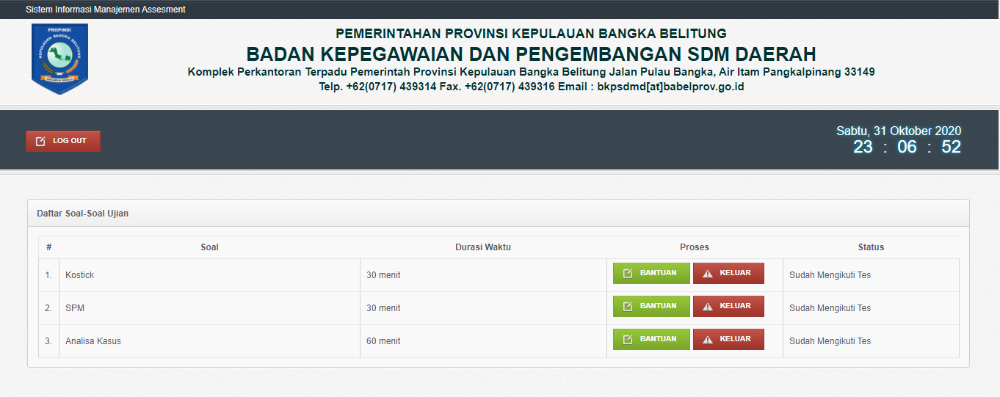 Sistem Informasi Manajemen Assesment
PROPINSI
KEPULAUAN BANGKA BELITUNG
SERUMPUN SEBALAI
PEMERINTAHAN PROVINSI KEPULAUAN BANGKA BELITUNG
BADAN KEPEGAWAIAN DAN PENGEMBANGAN SDM DAERAH
Komplek Perkantoran Terpadu Pemerintah Provinsi Kepulauan Bangka Belitung Jalan Pulau Bangka, Air Itam Pangkalpinang 33149
Telp. +62(0717) 439314 Fax. +62(0717) 439316 Email : bkpsdmd[at]babelprov.go.id
LOG OUT
Sabtu, 31 Oktober 2020
23 : 06 : 52
Daftar Soal-Soal Ujian
# Soal Durasi Waktu Proses Status
1. Kostick 30 menit BANTUAN KELUAR Sudah Mengikuti Tes
2. SPM 30 menit BANTUAN KELUAR Sudah Mengikuti Tes
3. Analisa Kasus 60 menit BANTUAN KELUAR Sudah Mengikuti Tes